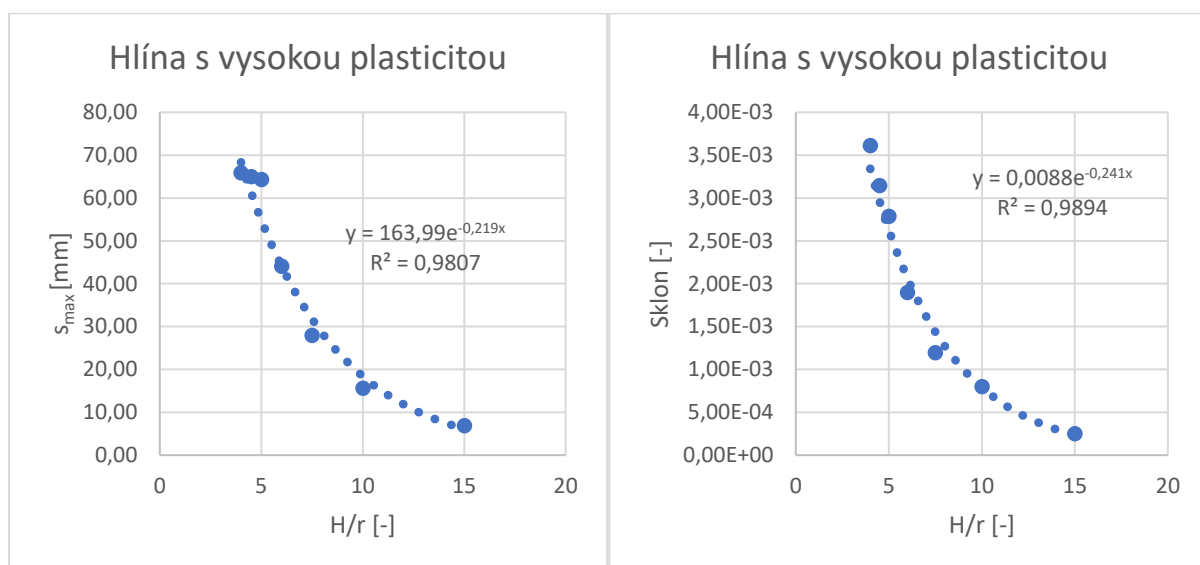 Hlína s vysokou plasticitou
80,00
70,00
60,00
50,00
40,00
30,00
20,00
10,00
0,00
s_max [mm]
y = 163,99e^-0,219x
R² = 0,9807
0
5
10
15
20
H/r [-]
Hlína s vysokou plasticitou
4,00E-03
3,50E-03
3,00E-03
2,50E-03
2,00E-03
1,50E-03
1,00E-03
5,00E-04
0,00E+00
Sklon [-]
y = 0,0088e^-0,241x
R² = 0,9894
0
5
10
15
20
H/r [-]